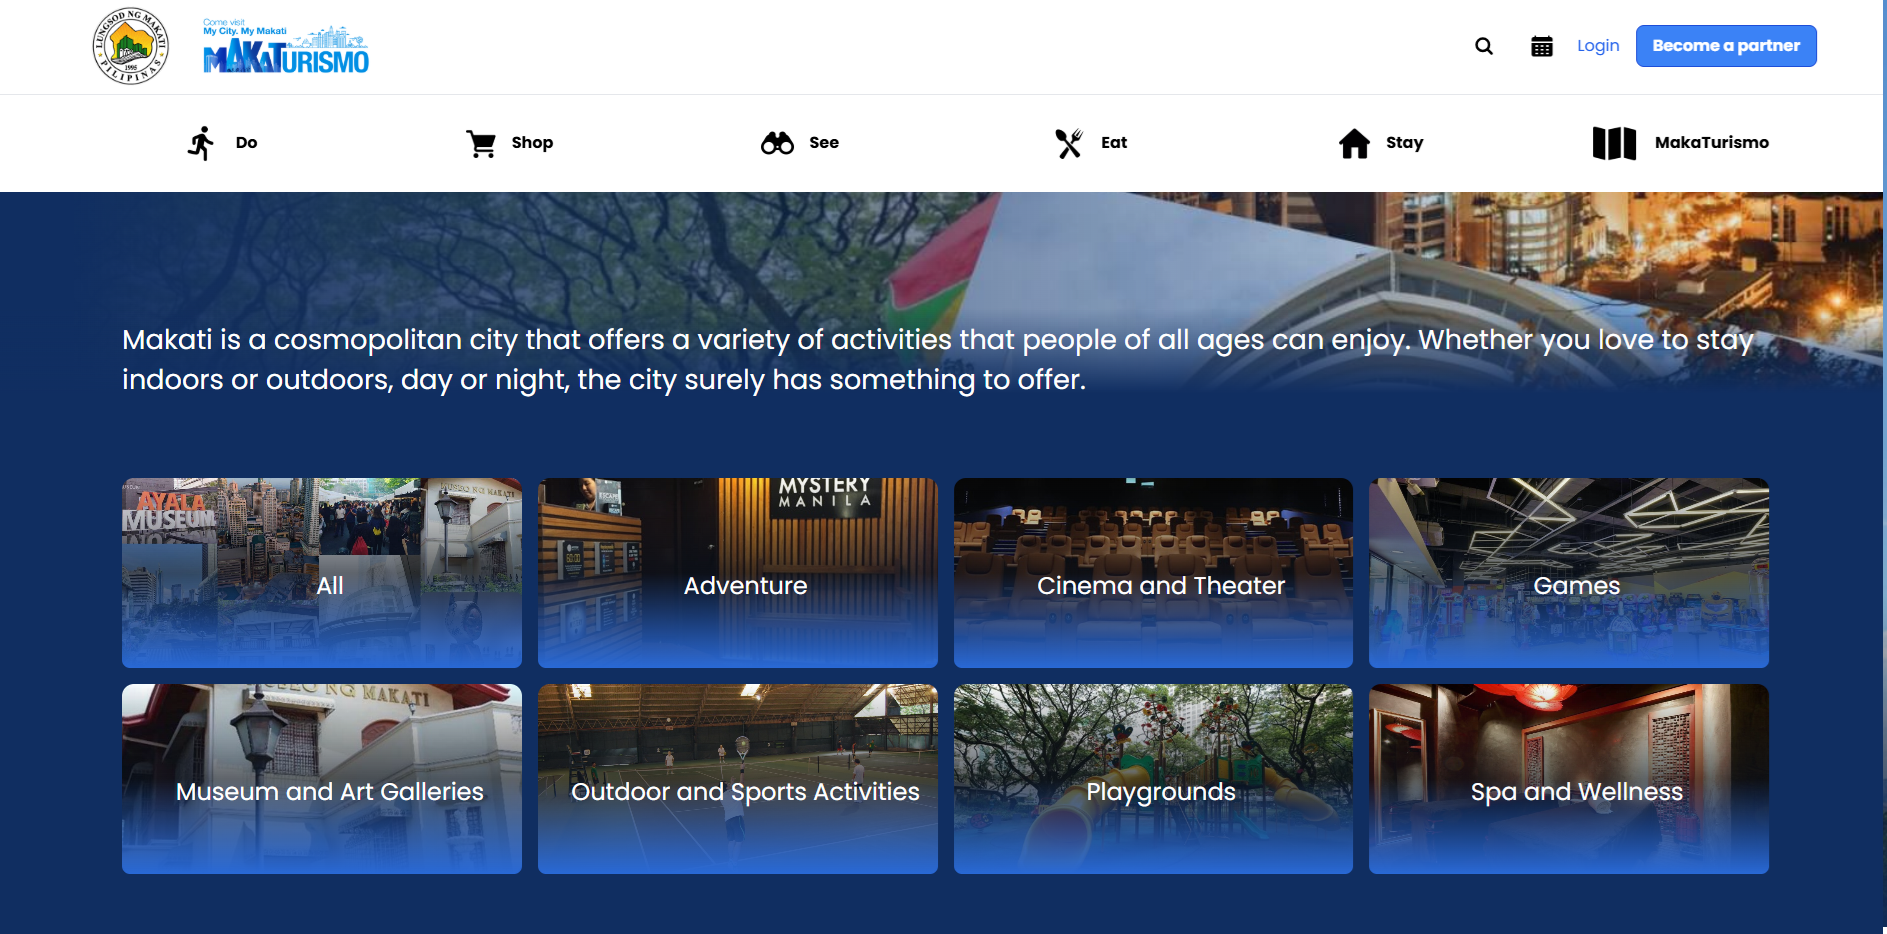 LUNGSOD NG MAKATI
PILIPINAS
1995
Come visit
My City. My Makati
MAKATURISMO
Login
Become a partner
Do
Shop
See
Eat
Stay
MakaTurismo
Makati is a cosmopolitan city that offers a variety of activities that people of all ages can enjoy. Whether you love to stay
indoors or outdoors, day or night, the city surely has something to offer.
AYALA
MUSEUM
MUSEO NG MAKATI
All
ESCAPE
MYSTERY
MANILA
Adventure
Cinema and Theater
Games
NG MAKATI
Museum and Art Galleries
Outdoor and Sports Activities
Playgrounds
Spa and Wellness